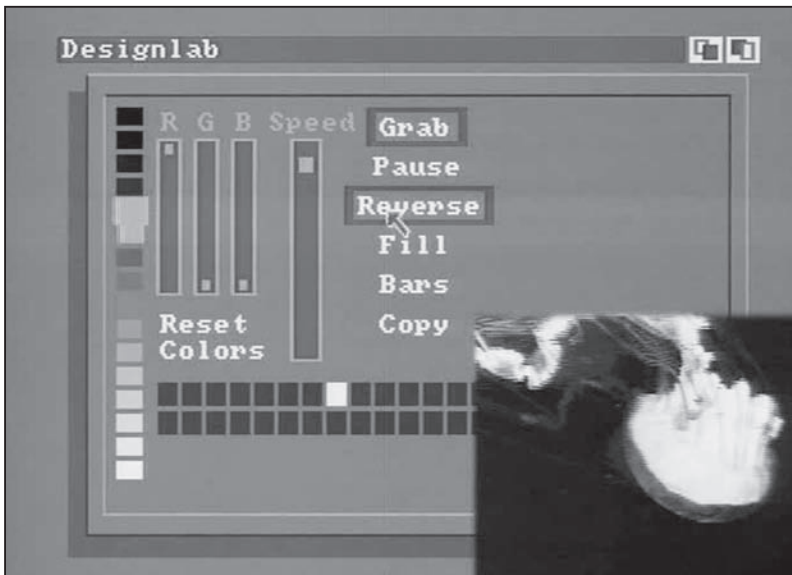 Designlab
R G B Speed
Grab
Pause
Reverse
Fill
Bars
Reset Colors
Copy